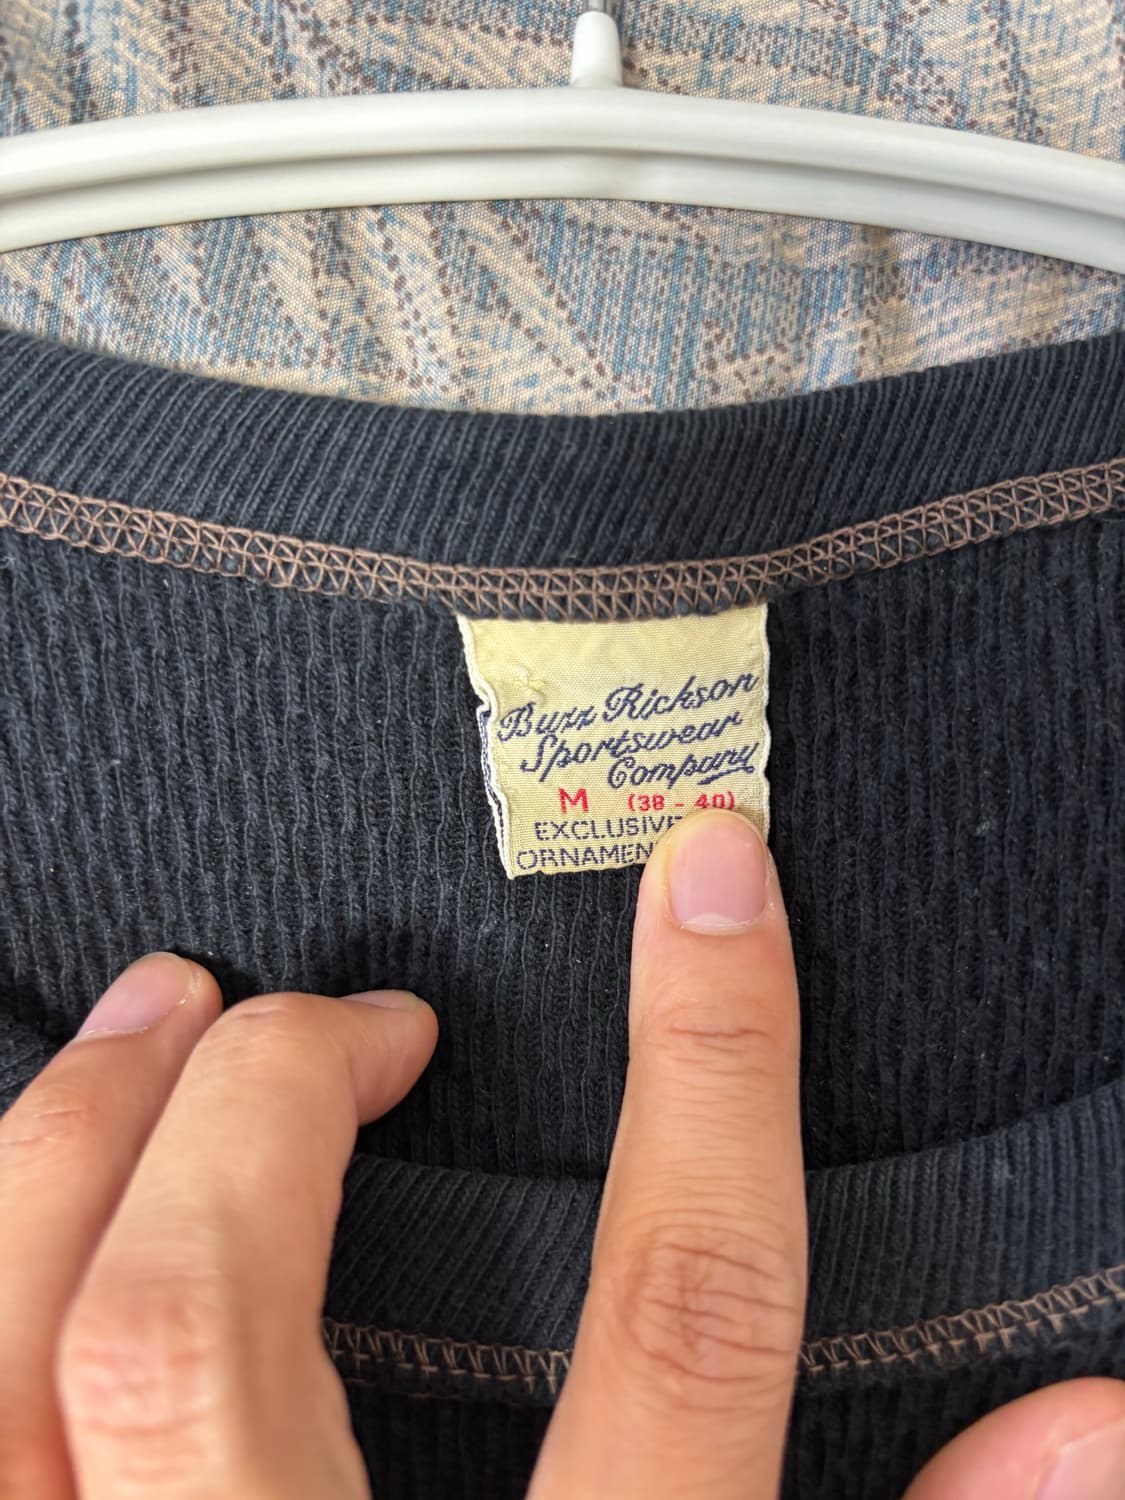 Buzz Rickson
Sportswear
Company
M (38 - 40)
EXCLUSIVE